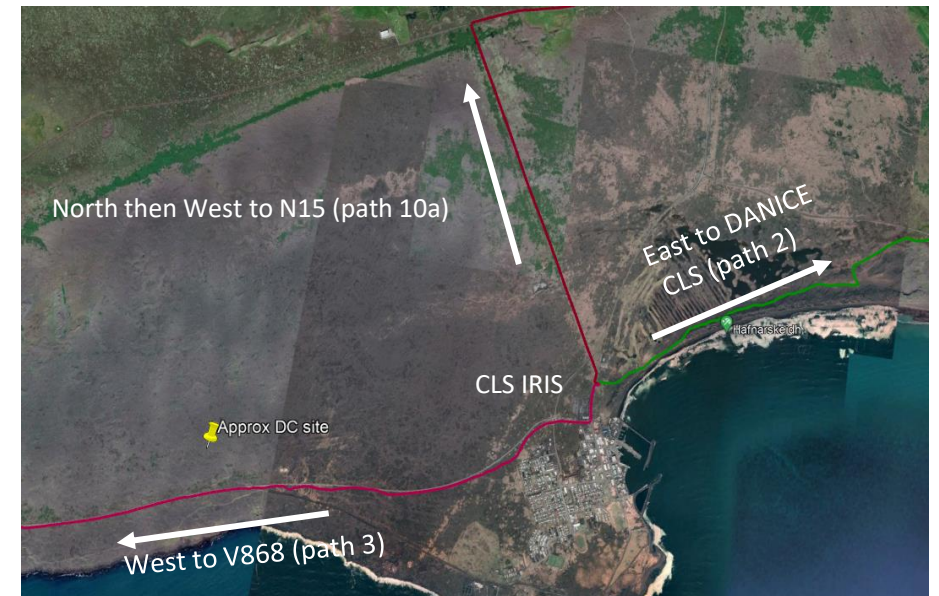 North then West to N15 (path 10a)
East to DANICE
CLS (path 2)
Hafnarskeidh
CLS IRIS
Approx DC site
West to V868 (path 3)